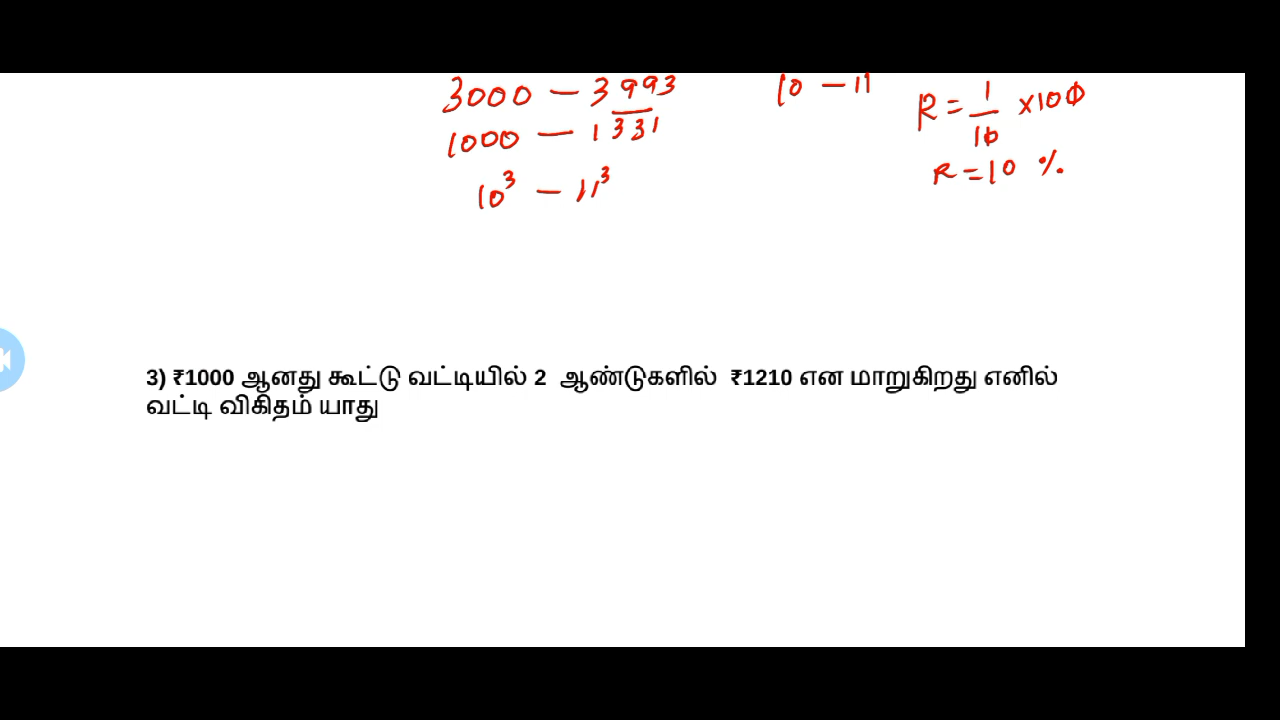 3000 – 3993
1000 – 1331
10³ – 11³
10 – 11
R = 1/10 ×100
R = 10 %
3) ₹1000 ஆனது கூட்டு வட்டியில் 2 ஆண்டுகளில் ₹1210 என மாறுகிறது எனில்
வட்டி விகிதம் யாது